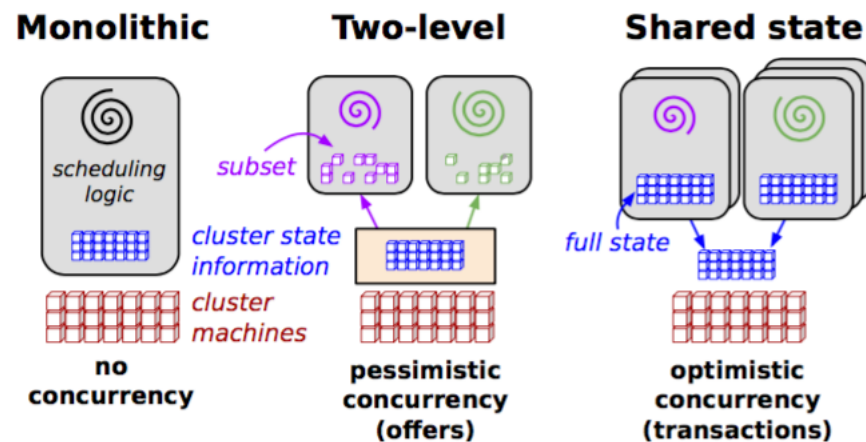 Monolithic
Two-level
Shared state
scheduling
logic
subset
cluster state
information
full state
cluster
machines
no
concurrency
pessimistic
concurrency
(offers)
optimistic
concurrency
(transactions)